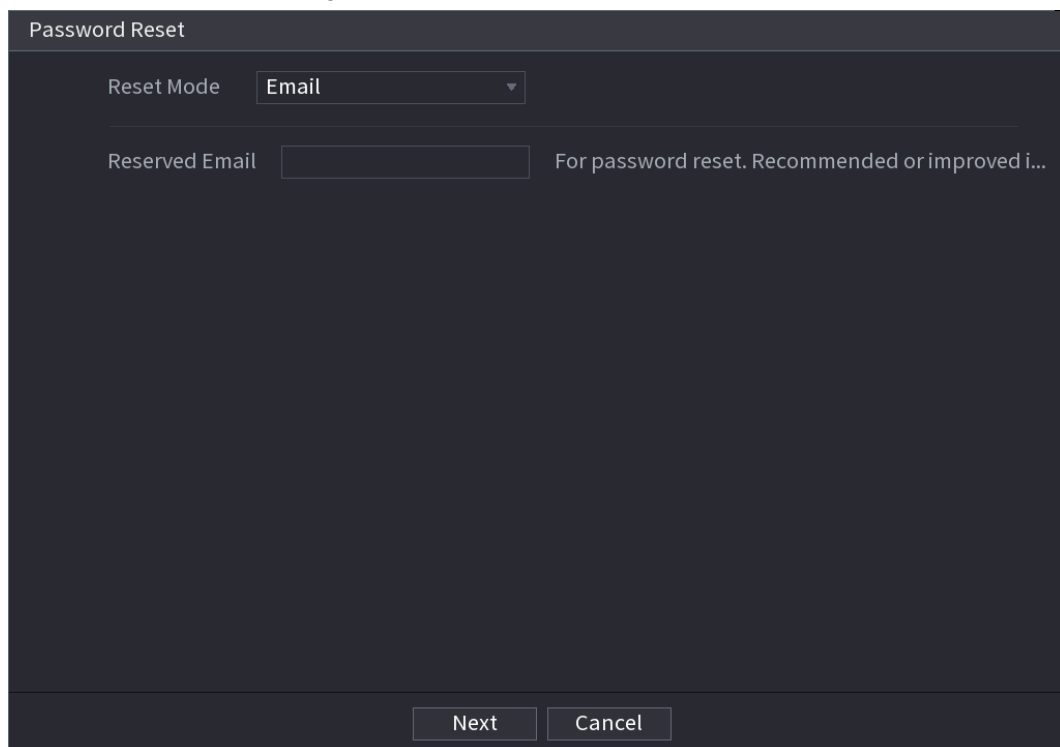 Password Reset
Reset Mode Email
Reserved Email For password reset. Recommended or improved i...
Next Cancel